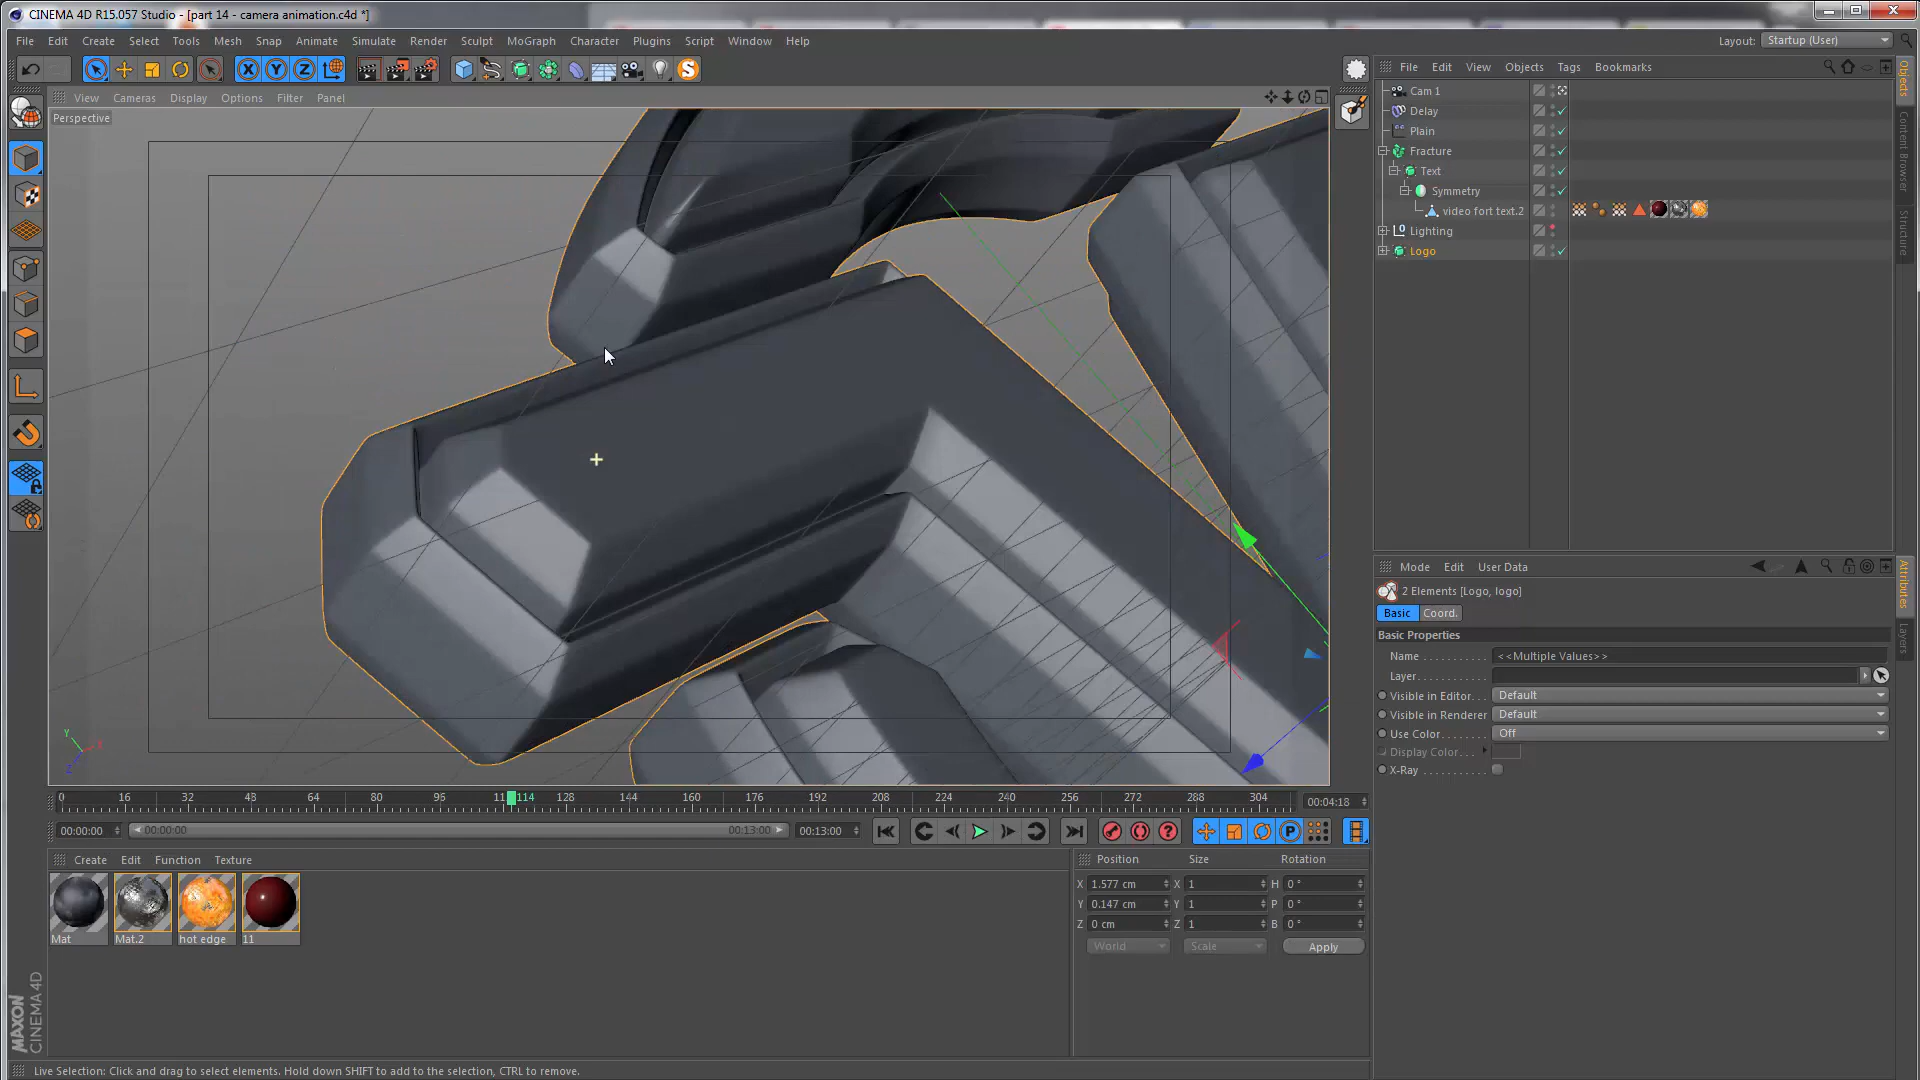 CINEMA 4D R15.057 Studio - [part 14 - camera animation.c4d *]
File Edit Create Select Tools Mesh Snap Animate Simulate Render Sculpt MoGraph Character Plugins Script Window Help
Layout: Startup (User)
X Y Z
S
File Edit View Objects Tags Bookmarks
View Cameras Display Options Filter Panel
Perspective
Cam 1
Delay
Plain
Fracture
Text
Symmetry
video fort text.2
Lighting
Logo
Objects
Content Browser
Structure
Mode Edit User Data
2 Elements [Logo, logo]
Basic Coord.
Basic Properties
Name <<Multiple Values>>
Layer
Visible in Editor Default
Visible in Renderer Default
Use Color Off
Display Color
X-Ray
Attributes
Layers
Y X Z
0 16 32 48 64 80 96 11 114 128 144 160 176 192 208 224 240 256 272 288 304
00:04:18
00:00:00 00:00:00 00:13:00 00:13:00
P
Create Edit Function Texture
Mat Mat.2 hot edge 11
Position Size Rotation
X 1.577 cm X 1 H 0 °
Y 0.147 cm Y 1 P 0 °
Z 0 cm Z 1 B 0 °
World Scale Apply
MAXON CINEMA 4D
Live Selection: Click and drag to select elements. Hold down SHIFT to add to the selection, CTRL to remove.